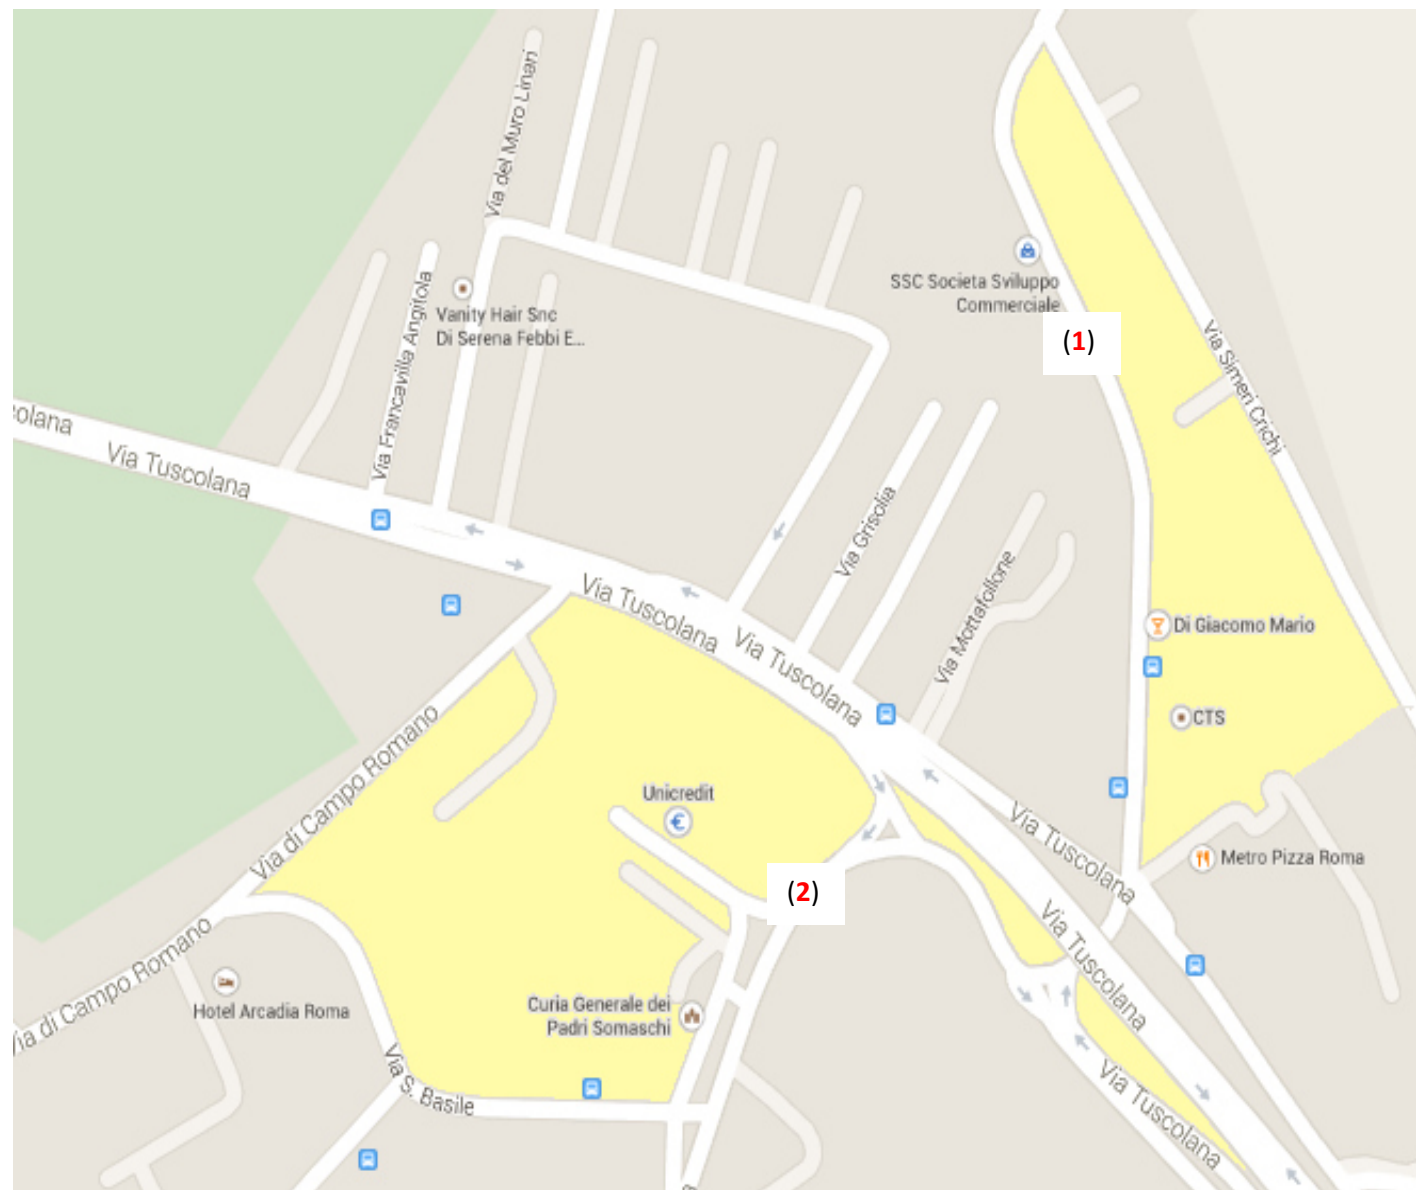 Via del Muro Linari
SSC Societa Sviluppo
Commerciale
Via Francavilla Angitola
Vanity Hair Snc
Di Serena Febbi E...
(1)
Via Simeri Crichi
colana
Via Tuscolana
Via Grisolia
Via Mottafollone
Via Tuscolana
Via Tuscolana
Di Giacomo Mario
CTS
Via di Campo Romano
Unicredit
Via Tuscolana
Metro Pizza Roma
(2)
Via di Campo Romano
Hotel Arcadia Roma
Curia Generale dei
Padri Somaschi
Via Tuscolana
Via S. Basile
Via Tuscolana